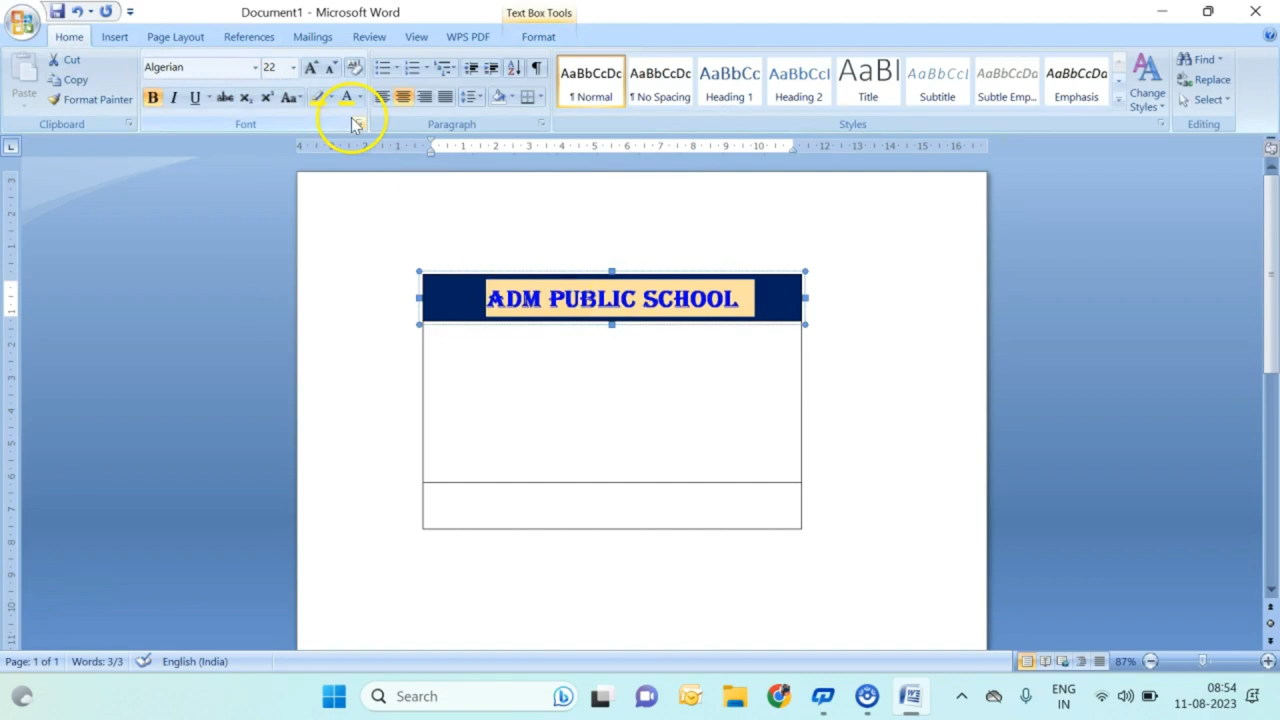 Document1 - Microsoft Word
Text Box Tools
Home Insert Page Layout References Mailings Review View WPS PDF Format
Paste
Cut
Copy
Format Painter
Clipboard
Algerian 22
B I U abc X₂ X² Aa
Font
Paragraph
AaBbCcDc AaBbCcDc AaBbCc AaBbCcI AaBl AaBbCcI AaBbCcDa AaBbCcDa
¶ Normal ¶ No Spacing Heading 1 Heading 2 Title Subtitle Subtle Emp... Emphasis
Styles
Change
Styles
Find
Replace
Select
Editing
ADM PUBLIC SCHOOL
Page: 1 of 1 Words: 3/3 English (India) 87%
Search
ENG
IN
08:54
11-08-2023